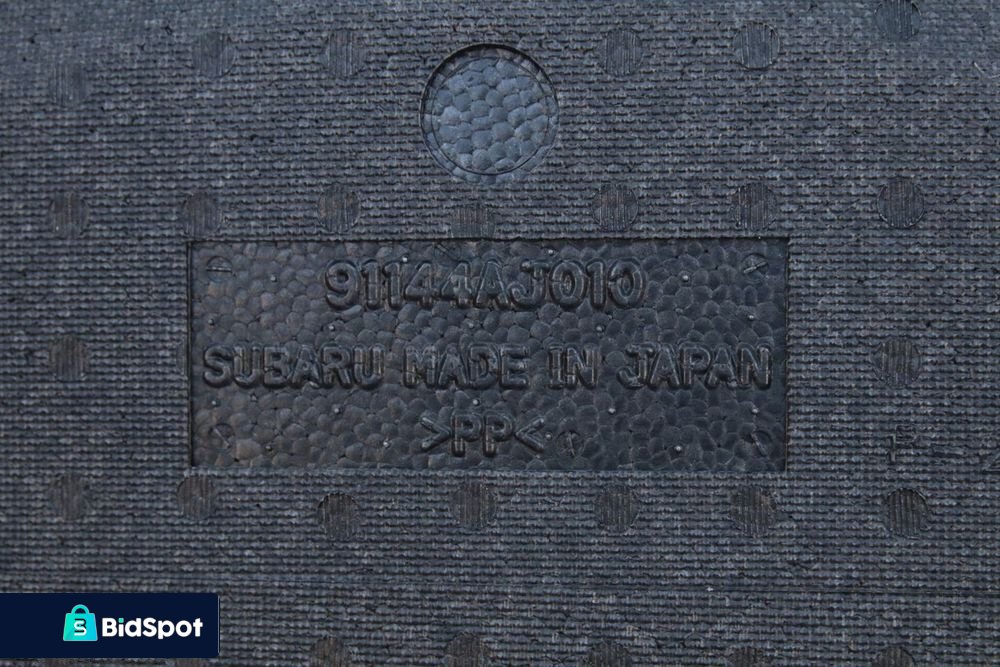 91144AJ010
SUBARU MADE IN JAPAN
>PP<
BidSpot